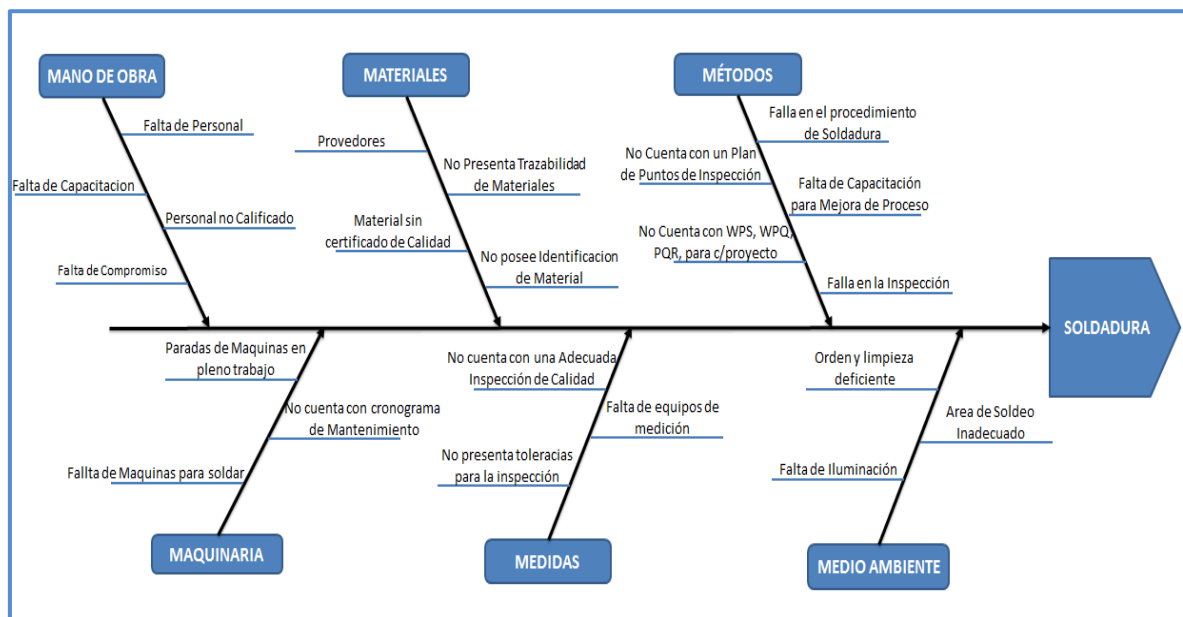 MANO DE OBRA
Falta de Personal
Falta de Capacitacion
Personal no Calificado
Falta de Compromiso
MATERIALES
Provedores
No Presenta Trazabilidad
de Materiales
Material sin
certificado de Calidad
No posee Identificacion
de Material
MÉTODOS
Falla en el procedimiento
de Soldadura
No Cuenta con un Plan
de Puntos de Inspección
Falta de Capacitación
para Mejora de Proceso
No Cuenta con WPS, WPQ,
PQR, para c/proyecto
Falla en la Inspección
SOLDADURA
Paradas de Maquinas en
pleno trabajo
No cuenta con cronograma
de Mantenimiento
Fallta de Maquinas para soldar
MAQUINARIA
No cuenta con una Adecuada
Inspección de Calidad
Falta de equipos de
medición
No presenta toleracias
para la inspección
MEDIDAS
Orden y limpieza
deficiente
Area de Soldeo
Inadecuado
Falta de Iluminación
MEDIO AMBIENTE